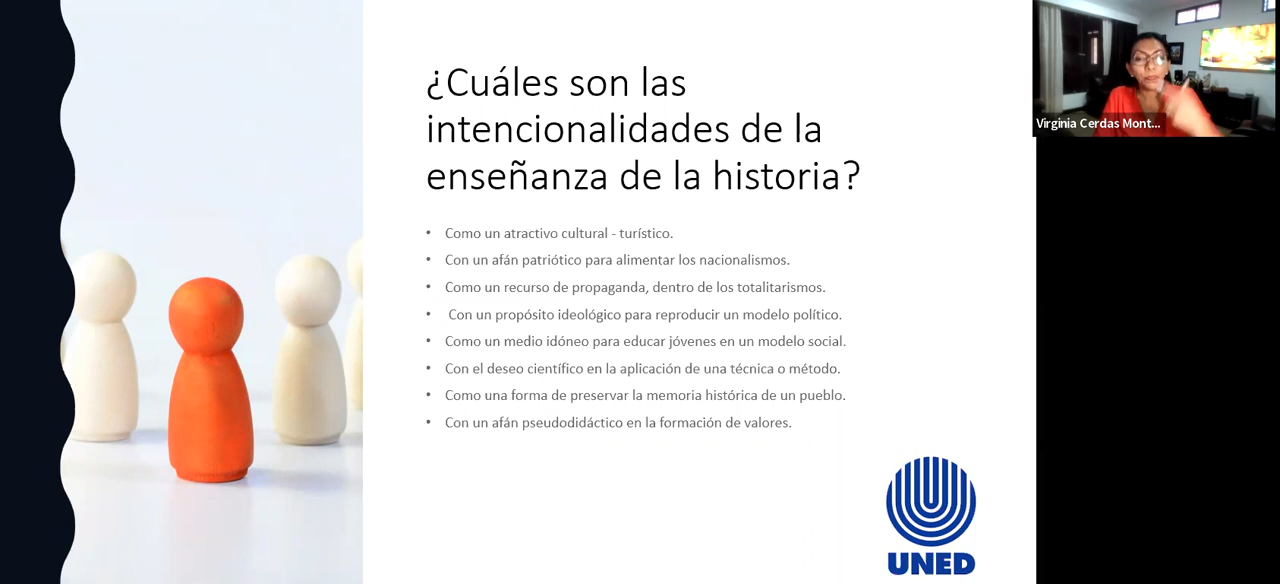 ¿Cuáles son las
intencionalidades de la
enseñanza de la historia?
• Como un atractivo cultural - turístico.
• Con un afán patriótico para alimentar los nacionalismos.
• Como un recurso de propaganda, dentro de los totalitarismos.
• Con un propósito ideológico para reproducir un modelo político.
• Como un medio idóneo para educar jóvenes en un modelo social.
• Con el deseo científico en la aplicación de una técnica o método.
• Como una forma de preservar la memoria histórica de un pueblo.
• Con un afán pseudodidáctico en la formación de valores.
UNED
Virginia Cerdas Mont...